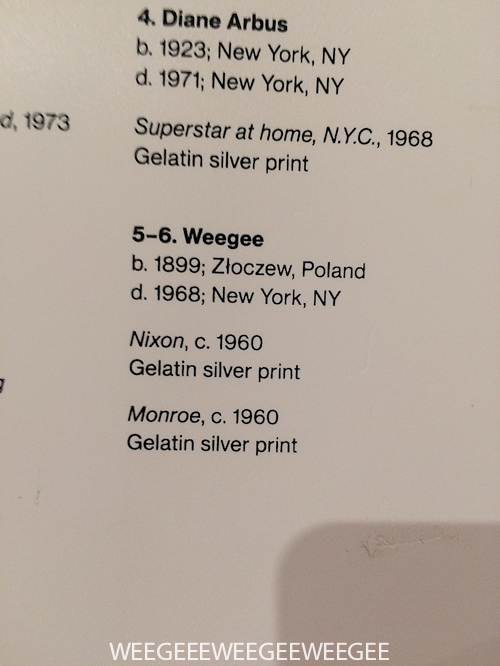 4. Diane Arbus
b. 1923; New York, NY
d. 1971; New York, NY
d, 1973
Superstar at home, N.Y.C., 1968
Gelatin silver print
5–6. Weegee
b. 1899; Złoczew, Poland
d. 1968; New York, NY
Nixon, c. 1960
Gelatin silver print
g
Monroe, c. 1960
Gelatin silver print
WEEGEEEWEEGEEWEEGEE